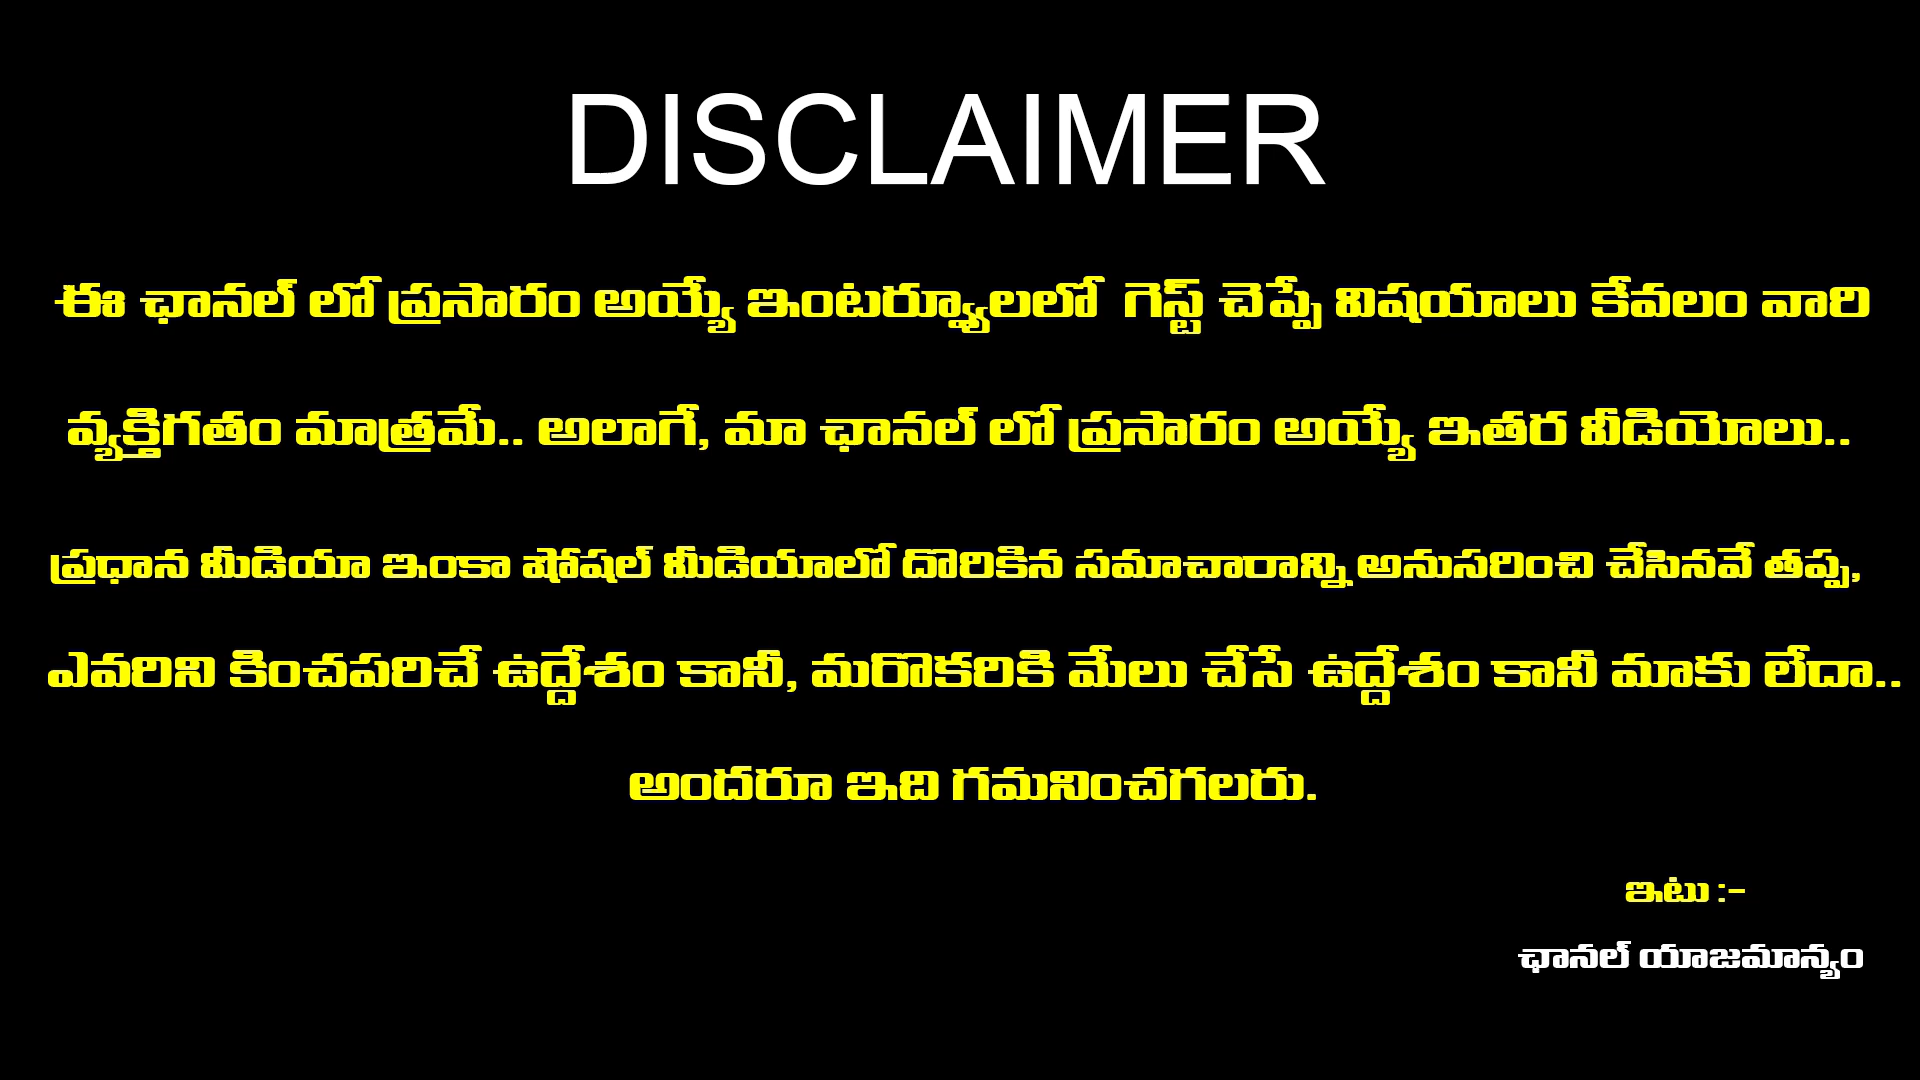 DISCLAIMER
ఈ ఛానల్ లో ప్రసారం అయ్యే ఇంటర్వ్యూలలో గెస్ట్ చెప్పే విషయాలు కేవలం వారి
వ్యక్తిగతం మాత్రమే.. అలాగే, మా ఛానల్ లో ప్రసారం అయ్యే ఇతర వీడియోలు..
ప్రధాన మీడియా ఇంకా షోషల్ మీడియాలో దొరికిన సమాచారాన్ని అనుసరించి చేసినవే తప్ప,
ఎవరిని కించపరిచే ఉద్దేశం కానీ, మరొకరికి మేలు చేసే ఉద్దేశం కానీ మాకు లేదా..
అందరూ ఇది గమనించగలరు.
ఇటు :-
ఛానల్ యాజమాన్యం